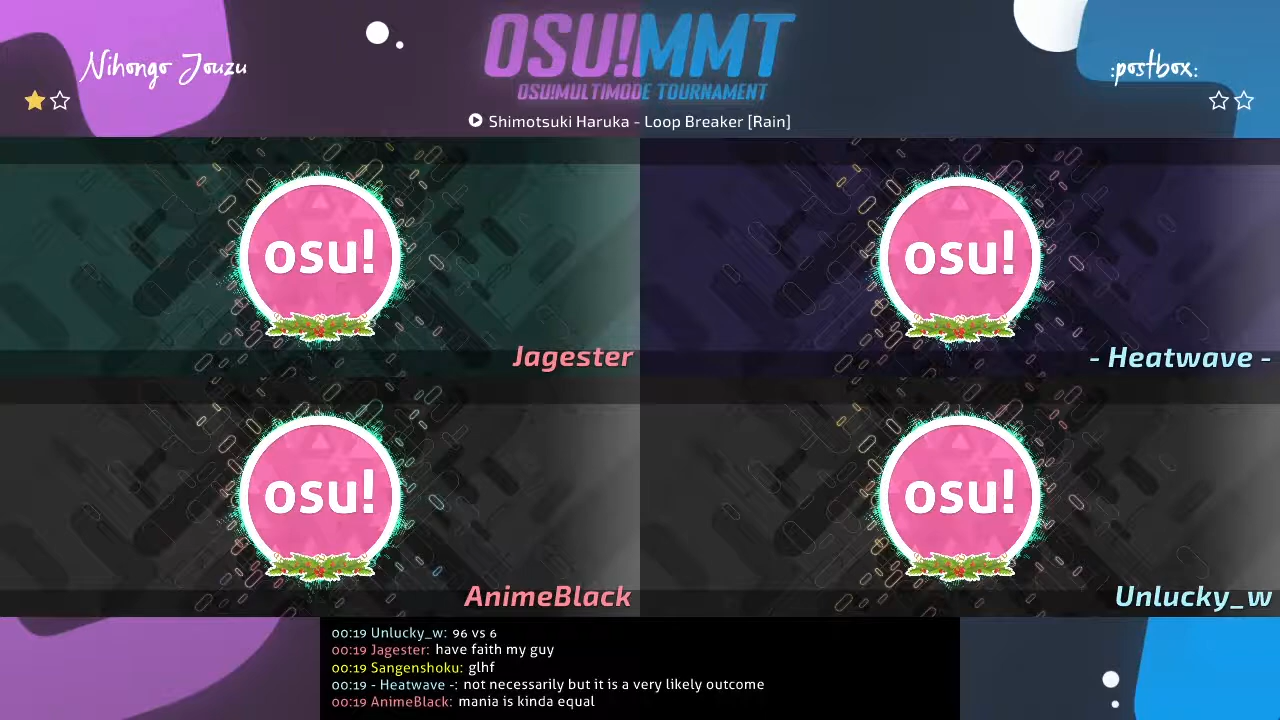 Nihongo Jouzu
OSU!MMT
OSU!MULTIMODE TOURNAMENT
:postbox:
Shimotsuki Haruka - Loop Breaker [Rain]
osu!
osu!
Jagester
- Heatwave -
osu!
osu!
AnimeBlack
Unlucky_w
00:19 Unlucky_w: 96 vs 6
00:19 Jagester: have faith my guy
00:19 Sangenshoku: glhf
00:19 - Heatwave -: not necessarily but it is a very likely outcome
00:19 AnimeBlack: mania is kinda equal